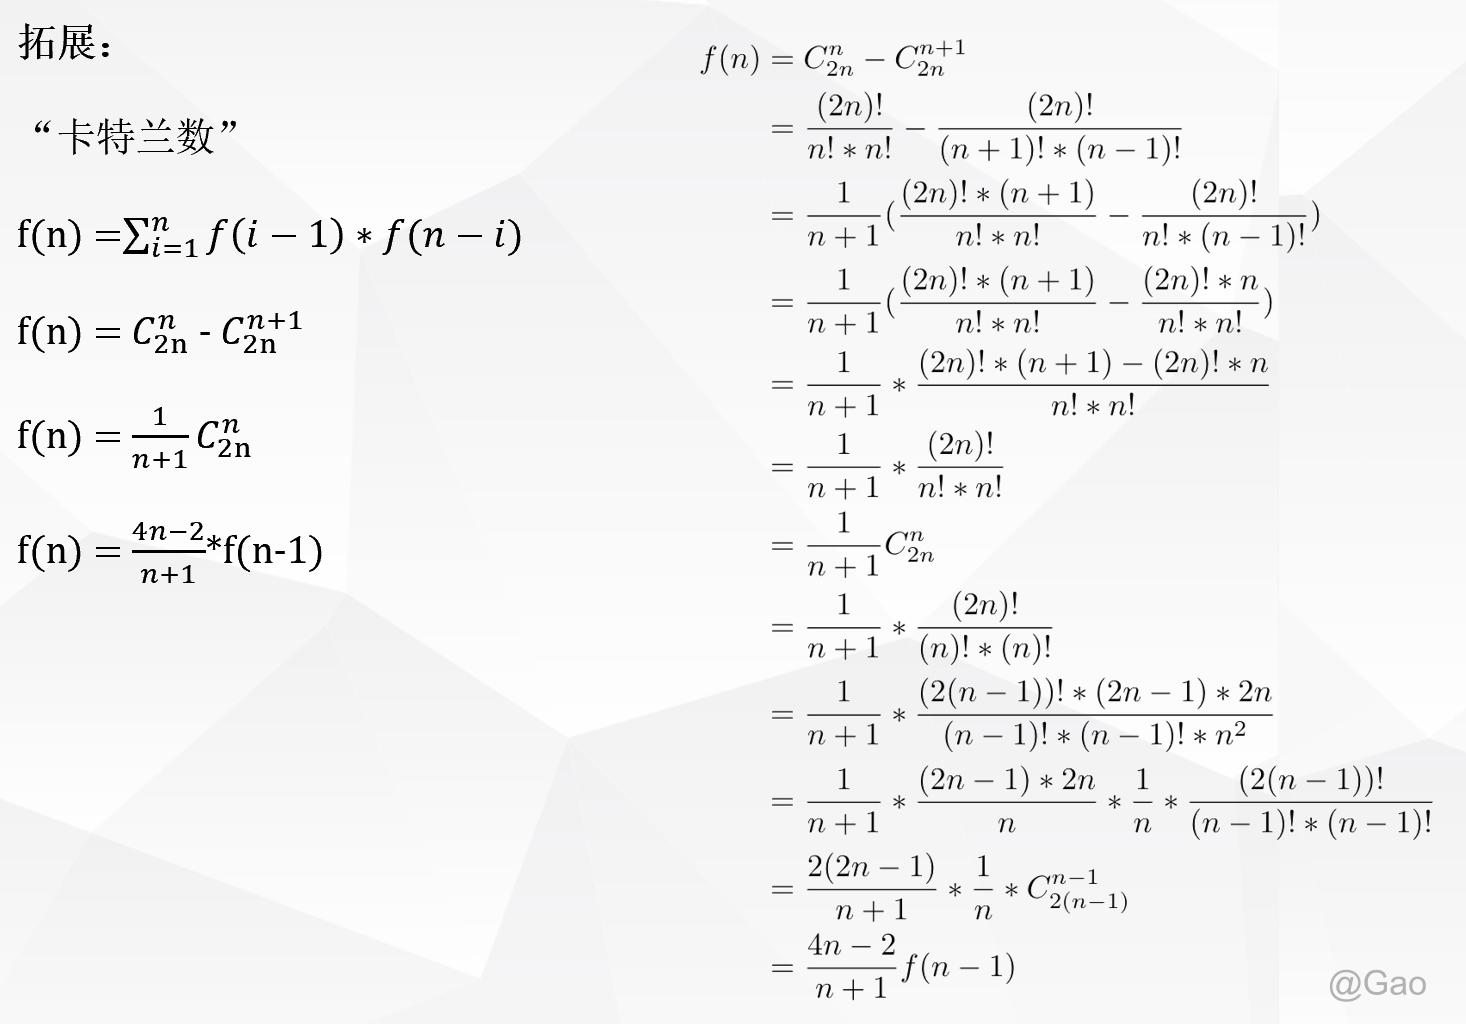 拓展：
“卡特兰数”
f(n) =∑_{i=1}^{n} f(i − 1) ∗ f(n − i)
f(n) = C_{2n}^{n} - C_{2n}^{n+1}
f(n) = \frac{1}{n+1} C_{2n}^{n}
f(n) = \frac{4n−2}{n+1}*f(n-1)
f(n) = C_{2n}^{n} − C_{2n}^{n+1}
= \frac{(2n)!}{n! ∗ n!} − \frac{(2n)!}{(n + 1)! ∗ (n − 1)!}
= \frac{1}{n + 1}(\frac{(2n)! ∗ (n + 1)}{n! ∗ n!} − \frac{(2n)!}{n! ∗ (n − 1)!})
= \frac{1}{n + 1}(\frac{(2n)! ∗ (n + 1)}{n! ∗ n!} − \frac{(2n)! ∗ n}{n! ∗ n!})
= \frac{1}{n + 1} ∗ \frac{(2n)! ∗ (n + 1) − (2n)! ∗ n}{n! ∗ n!}
= \frac{1}{n + 1} ∗ \frac{(2n)!}{n! ∗ n!}
= \frac{1}{n + 1} C_{2n}^{n}
= \frac{1}{n + 1} ∗ \frac{(2n)!}{(n)! ∗ (n)!}
= \frac{1}{n + 1} ∗ \frac{(2(n − 1))! ∗ (2n − 1) ∗ 2n}{(n − 1)! ∗ (n − 1)! ∗ n^2}
= \frac{1}{n + 1} ∗ \frac{(2n − 1) ∗ 2n}{n} ∗ \frac{1}{n} ∗ \frac{(2(n − 1))!}{(n − 1)! ∗ (n − 1)!}
= \frac{2(2n − 1)}{n + 1} ∗ \frac{1}{n} ∗ C_{2(n−1)}^{n−1}
= \frac{4n − 2}{n + 1} f(n − 1)
@Gao